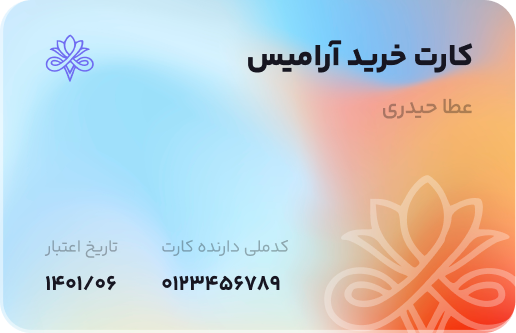 کارت خرید آرامیس
عطا حیدری
کدملی دارنده کارت
۰۱۲۳۴۵۶۷۸۹
تاریخ اعتبار
۱۴۰۱/۰۶